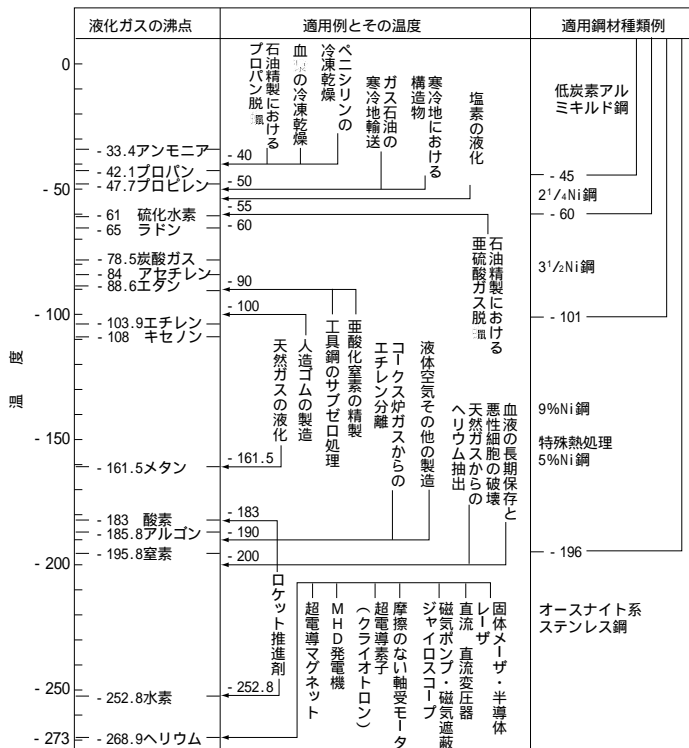 液化ガスの沸点
適用例とその温度
適用鋼材種類例
温 度
0
- 50
- 100
- 150
- 200
- 250
- 273
- 33.4アンモニア
- 42.1プロパン
- 47.7プロピレン
- 61 硫化水素
- 65 ラドン
- 78.5炭酸ガス
- 84 アセチレン
- 88.6エタン
- 103.9エチレン
- 108 キセノン
- 161.5メタン
- 183 酸素
- 185.8アルゴン
- 195.8窒素
- 252.8水素
- 268.9ヘリウム
- 40
- 50
- 55
- 60
- 90
- 100
- 161.5
- 183
- 190
- 200
- 252.8
ペニシリンの
冷凍乾燥
血 の冷凍乾燥
石油精製における
プロパン脱
塩素の液化
寒冷地における
構造物
ガス石油の
寒冷地輸送
石油精製における
亜硫酸ガス脱
亜酸化窒素の精製
工具鋼のサブゼロ処理
人造ゴムの製造
天然ガスの液化
血液の長期保存と
悪性細胞の破壊
天然ガスからの
ヘリウム抽出
液体空気その他の製造
コークス炉ガスからの
エチレン分離
ロケット推進剤
固体メーザ・半導体
レーザ
直流 直流変圧器
磁気ポンプ・磁気遮蔽
ジャイロスコープ
摩擦のない軸受モータ
超電導素子
(クライオトロン)
MHD発電機
超電導マグネット
低炭素アル
ミキルド鋼
- 45
2¹/₄Ni鋼
- 60
3¹/₂Ni鋼
- 101
9%Ni鋼
特殊熱処理
5%Ni鋼
- 196
オースナイト系
ステンレス鋼